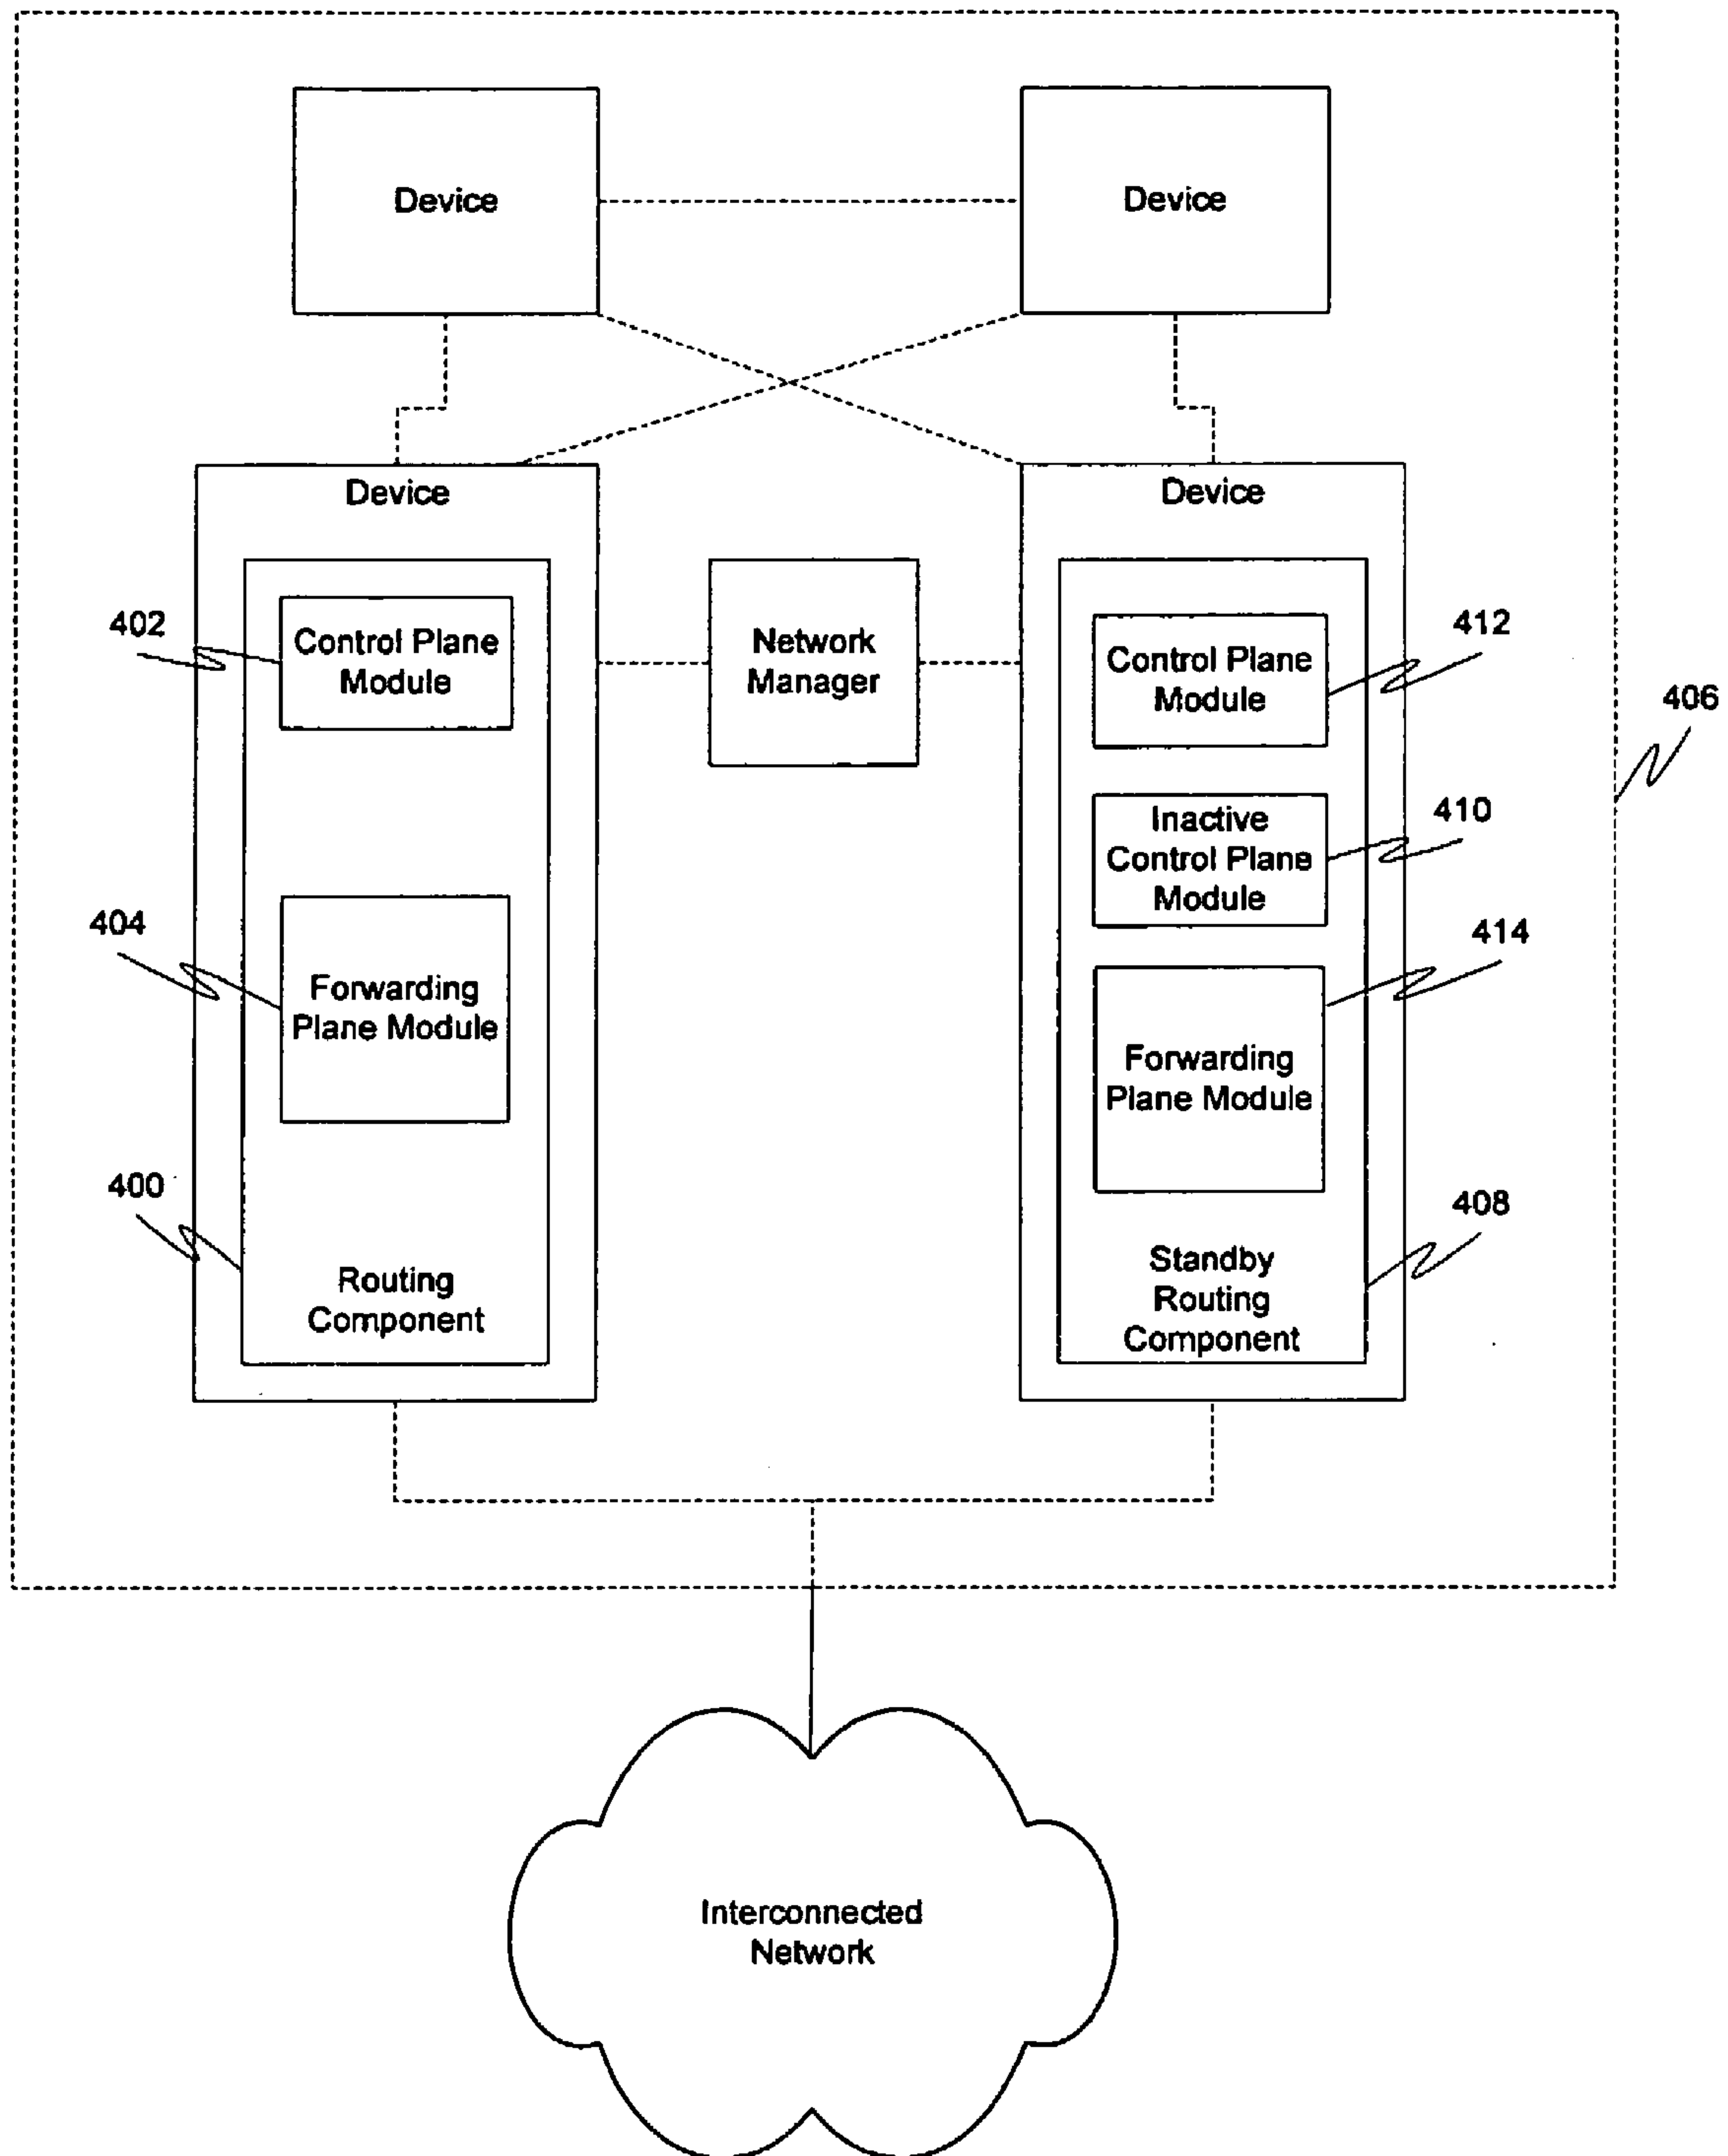 Device
Device
Device
Device
402
Control Plane
Module
Network
Manager
Control Plane
Module
412
406
Inactive
Control Plane
Module
410
404
Forwarding
Plane Module
414
Forwarding
Plane Module
400
Routing
Component
408
Standby
Routing
Component
Interconnected
Network